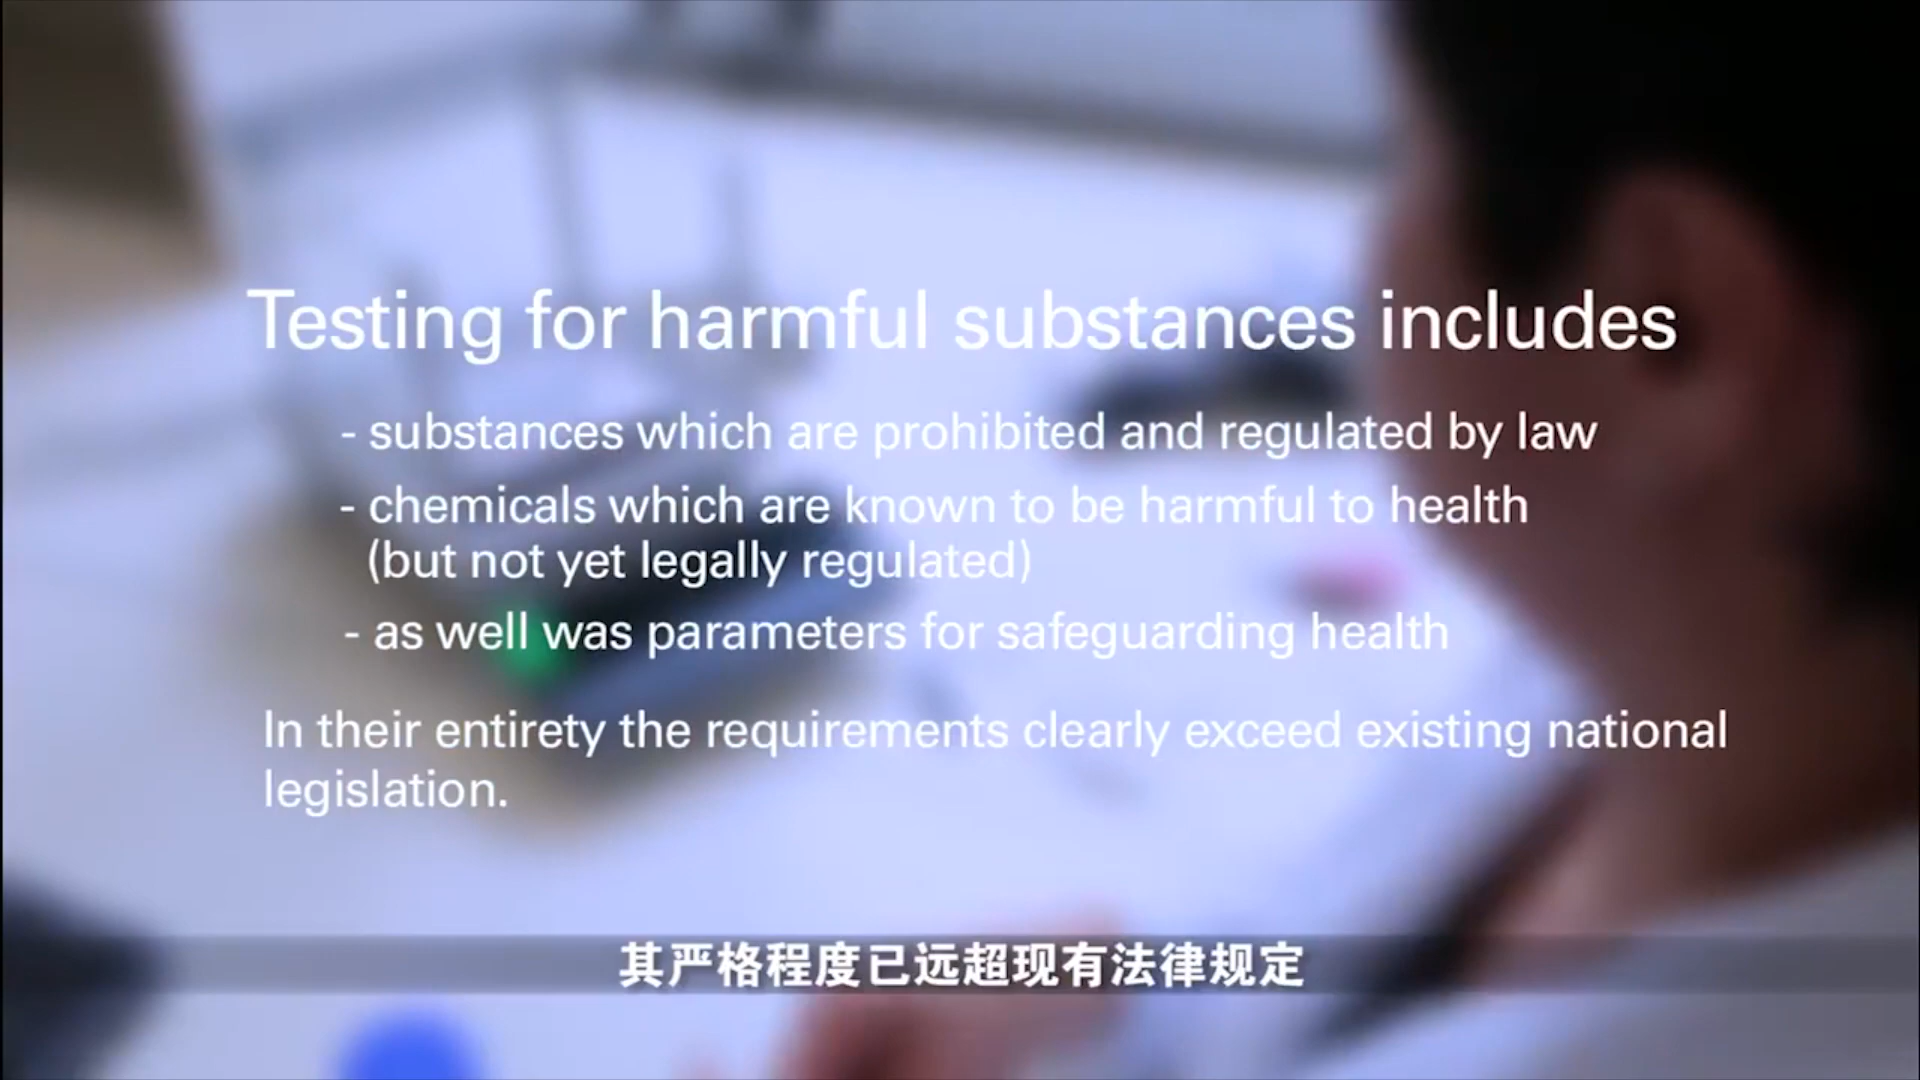 Testing for harmful substances includes
- substances which are prohibited and regulated by law
- chemicals which are known to be harmful to health
(but not yet legally regulated)
- as well was parameters for safeguarding health
In their entirety the requirements clearly exceed existing national
legislation.
其严格程度已远超现有法律规定